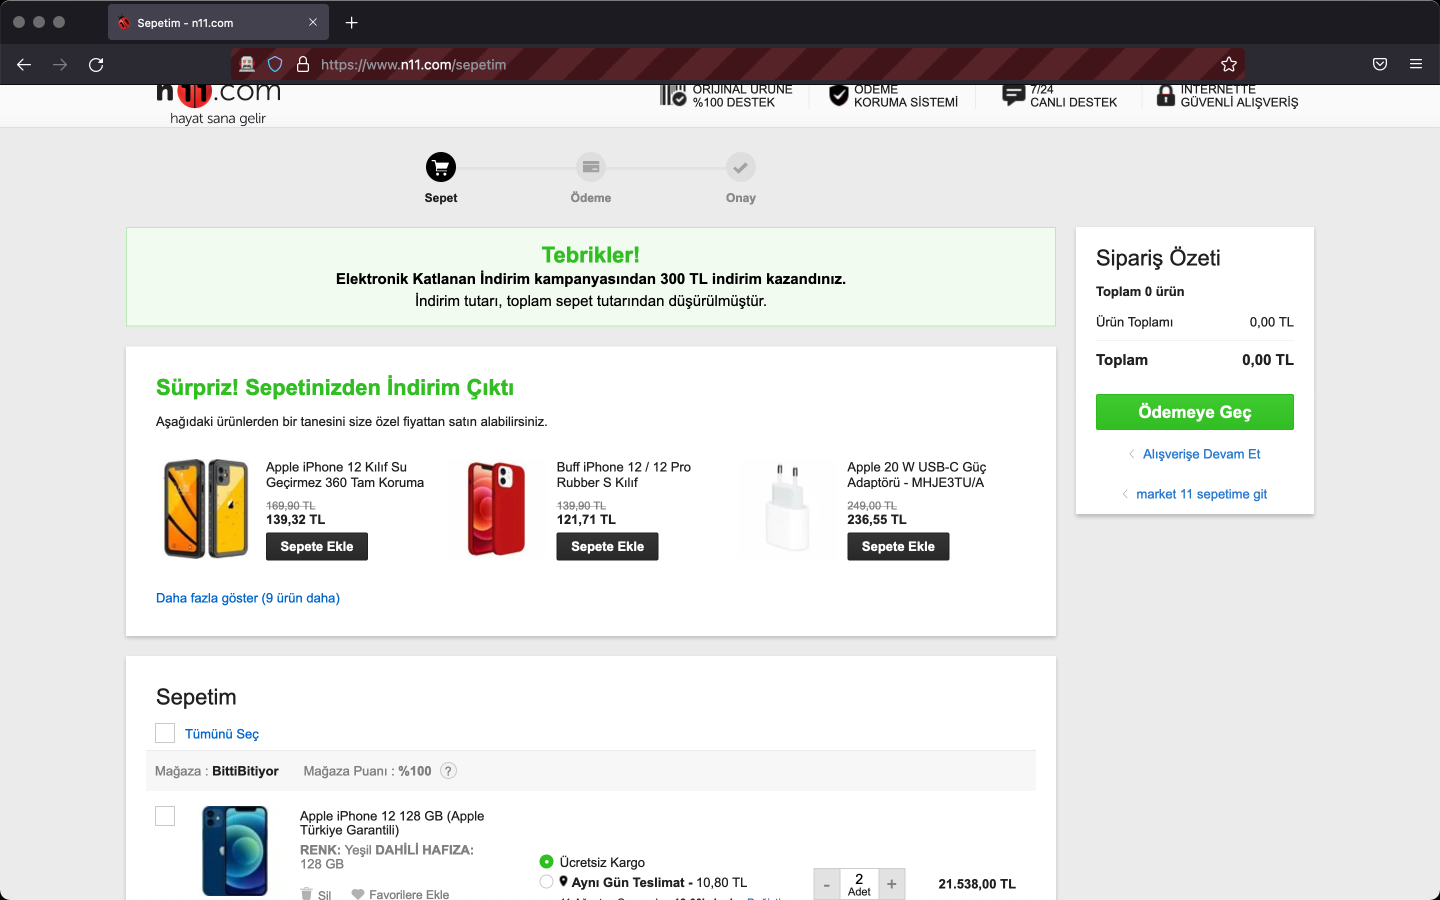 Sepetim - n11.com
https://www.n11.com/sepetim
n11.com
hayat sana gelir
ORİJİNAL ÜRÜNE
%100 DESTEK
ÖDEME
KORUMA SİSTEMİ
7/24
CANLI DESTEK
İNTERNETTE
GÜVENLİ ALIŞVERİŞ
Sepet
Ödeme
Onay
Tebrikler!
Elektronik Katlanan İndirim kampanyasından 300 TL indirim kazandınız.
İndirim tutarı, toplam sepet tutarından düşürülmüştür.
Sipariş Özeti
Toplam 0 ürün
Ürün Toplamı 0,00 TL
Toplam 0,00 TL
Ödemeye Geç
Alışverişe Devam Et
market 11 sepetime git
Sürpriz! Sepetinizden İndirim Çıktı
Aşağıdaki ürünlerden bir tanesini size özel fiyattan satın alabilirsiniz.
Apple iPhone 12 Kılıf Su
Geçirmez 360 Tam Koruma
169,90 TL
139,32 TL
Sepete Ekle
Buff iPhone 12 / 12 Pro
Rubber S Kılıf
139,90 TL
121,71 TL
Sepete Ekle
Apple 20 W USB-C Güç
Adaptörü - MHJE3TU/A
249,00 TL
236,55 TL
Sepete Ekle
Daha fazla göster (9 ürün daha)
Sepetim
Tümünü Seç
Mağaza : BittiBitiyor Mağaza Puanı : %100 ?
Apple iPhone 12 128 GB (Apple
Türkiye Garantili)
RENK: Yeşil DAHİLİ HAFIZA:
128 GB
Sil Favorilere Ekle
Ücretsiz Kargo
Aynı Gün Teslimat - 10,80 TL
- 2 +
Adet
21.538,00 TL